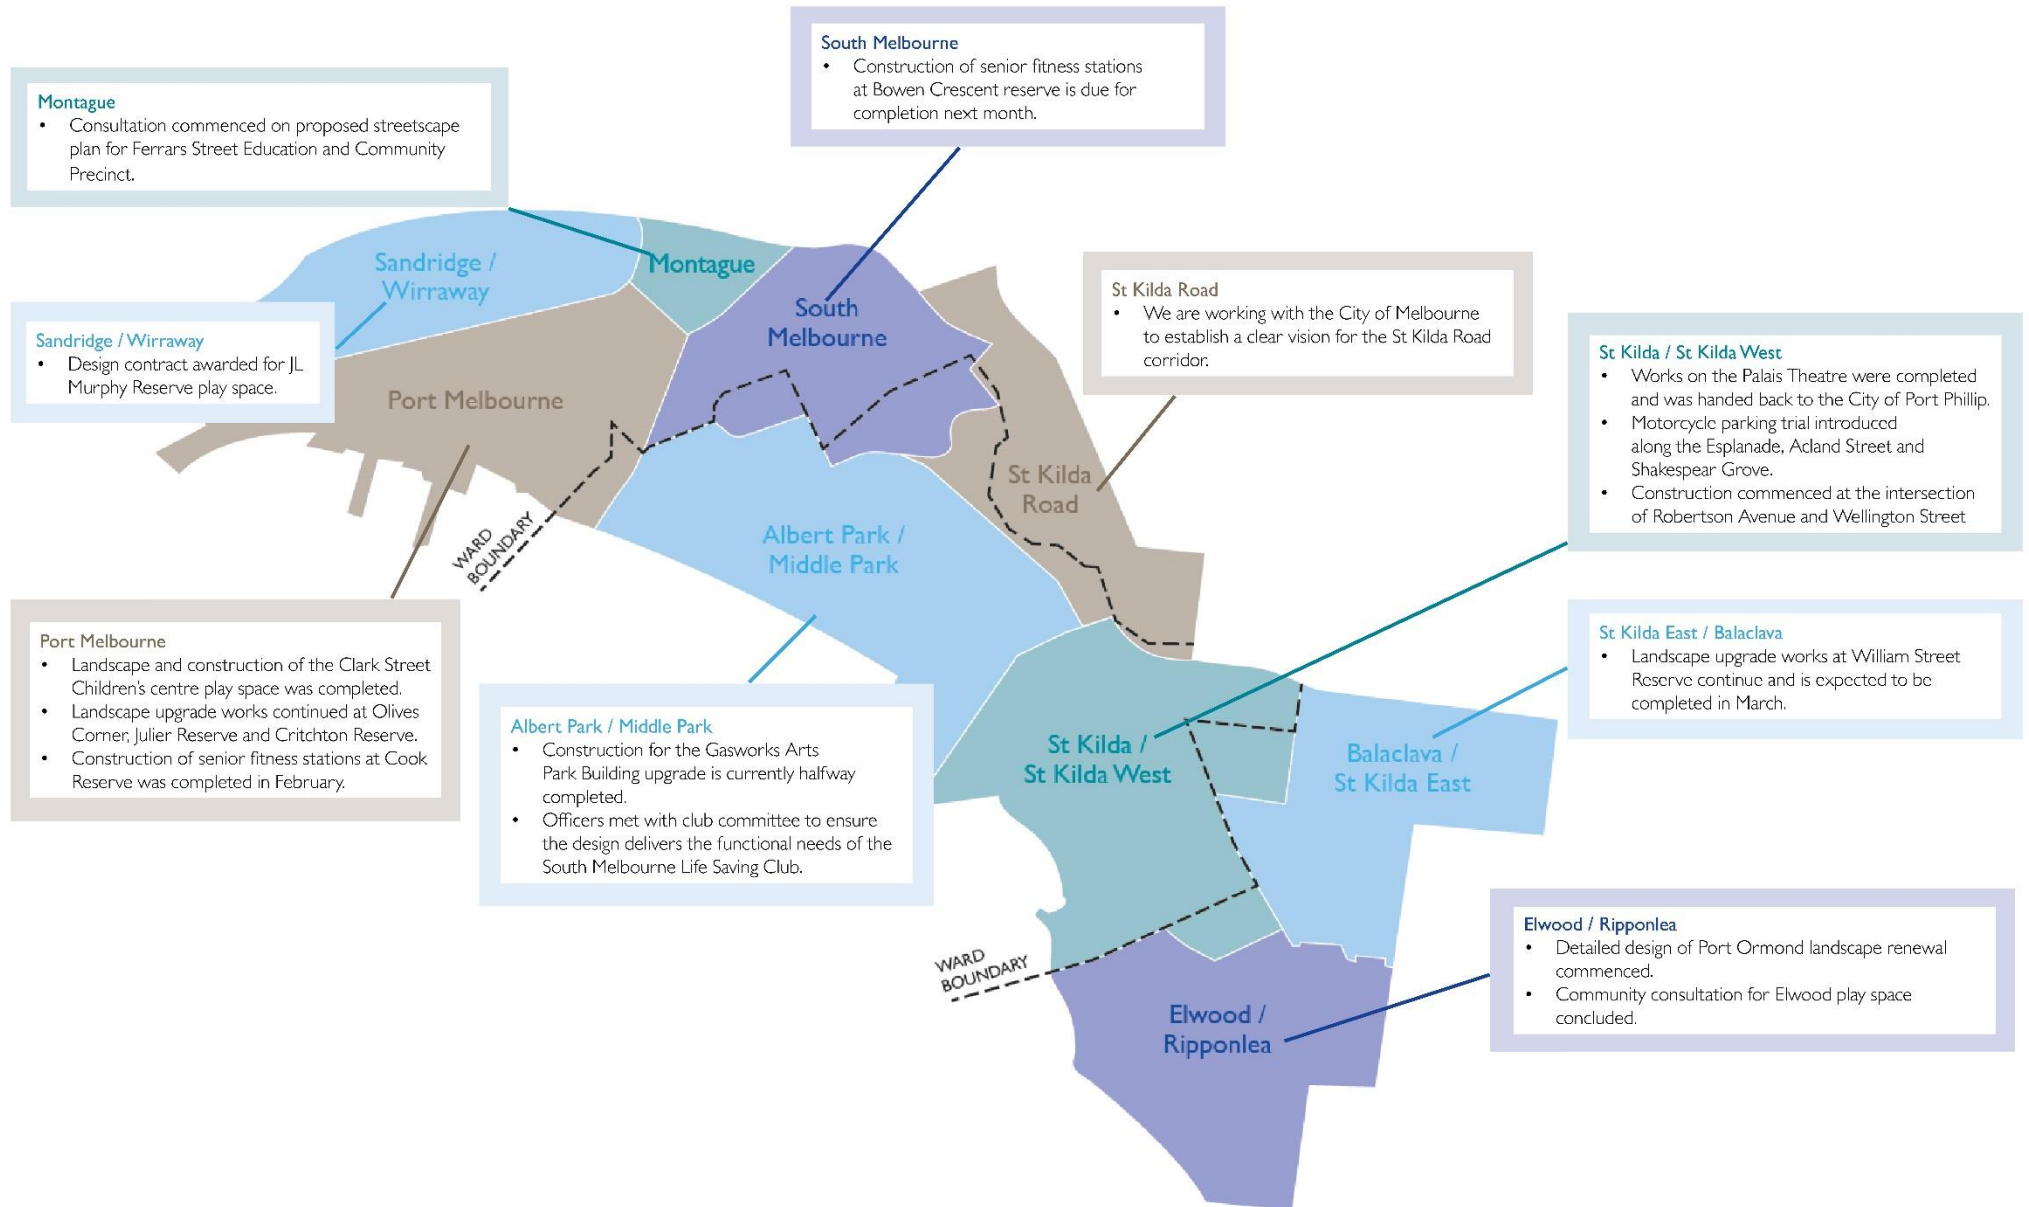 South Melbourne
• Construction of senior fitness stations
at Bowen Crescent reserve is due for
completion next month.
Montague
• Consultation commenced on proposed streetscape
plan for Ferrars Street Education and Community
Precinct.
Sandridge / Wirraway
• Design contract awarded for JL
Murphy Reserve play space.
St Kilda Road
• We are working with the City of Melbourne
to establish a clear vision for the St Kilda Road
corridor.
St Kilda / St Kilda West
• Works on the Palais Theatre were completed
and was handed back to the City of Port Phillip.
• Motorcycle parking trial introduced
along the Esplanade, Acland Street and
Shakespear Grove.
• Construction commenced at the intersection
of Robertson Avenue and Wellington Street
Sandridge /
Wirraway
Montague
South
Melbourne
Port Melbourne
St Kilda
Road
Albert Park /
Middle Park
WARD
BOUNDARY
Port Melbourne
• Landscape and construction of the Clark Street
Children's centre play space was completed.
• Landscape upgrade works continued at Olives
Corner, Julier Reserve and Critchton Reserve.
• Construction of senior fitness stations at Cook
Reserve was completed in February.
Albert Park / Middle Park
• Construction for the Gasworks Arts
Park Building upgrade is currently halfway
completed.
• Officers met with club committee to ensure
the design delivers the functional needs of the
South Melbourne Life Saving Club.
St Kilda East / Balaclava
• Landscape upgrade works at William Street
Reserve continue and is expected to be
completed in March.
St Kilda /
St Kilda West
Balaclava /
St Kilda East
WARD
BOUNDARY
Elwood /
Ripponlea
Elwood / Ripponlea
• Detailed design of Port Ormond landscape renewal
commenced.
• Community consultation for Elwood play space
concluded.